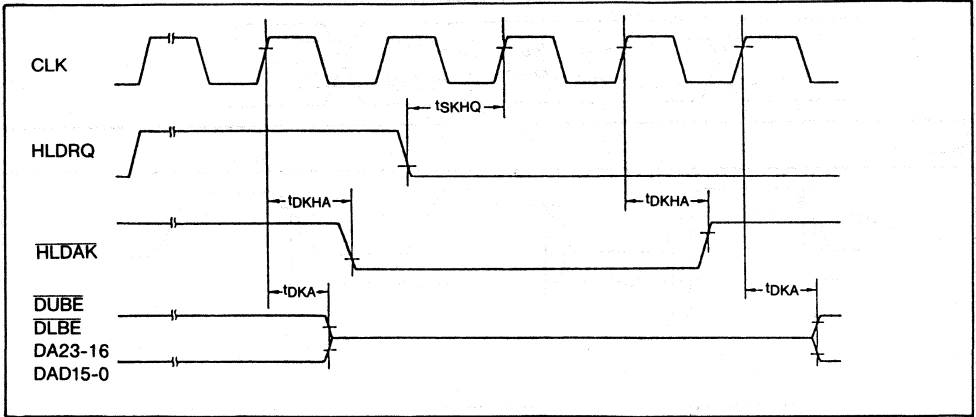 CLK
tSKHQ
HLDRQ
tDKHA
tDKHA
HLDAK
tDKA
tDKA
DUBE
DLBE
DA23-16
DAD15-0